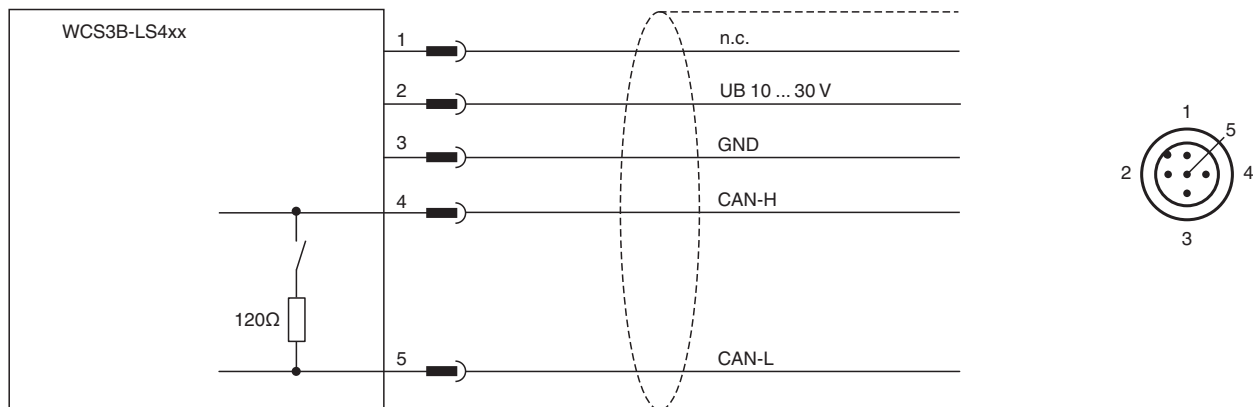 WCS3B-LS4xx
1
n.c.
2
UB 10 ... 30 V
3
GND
4
CAN-H
120Ω
5
CAN-L
1
5
2
4
3